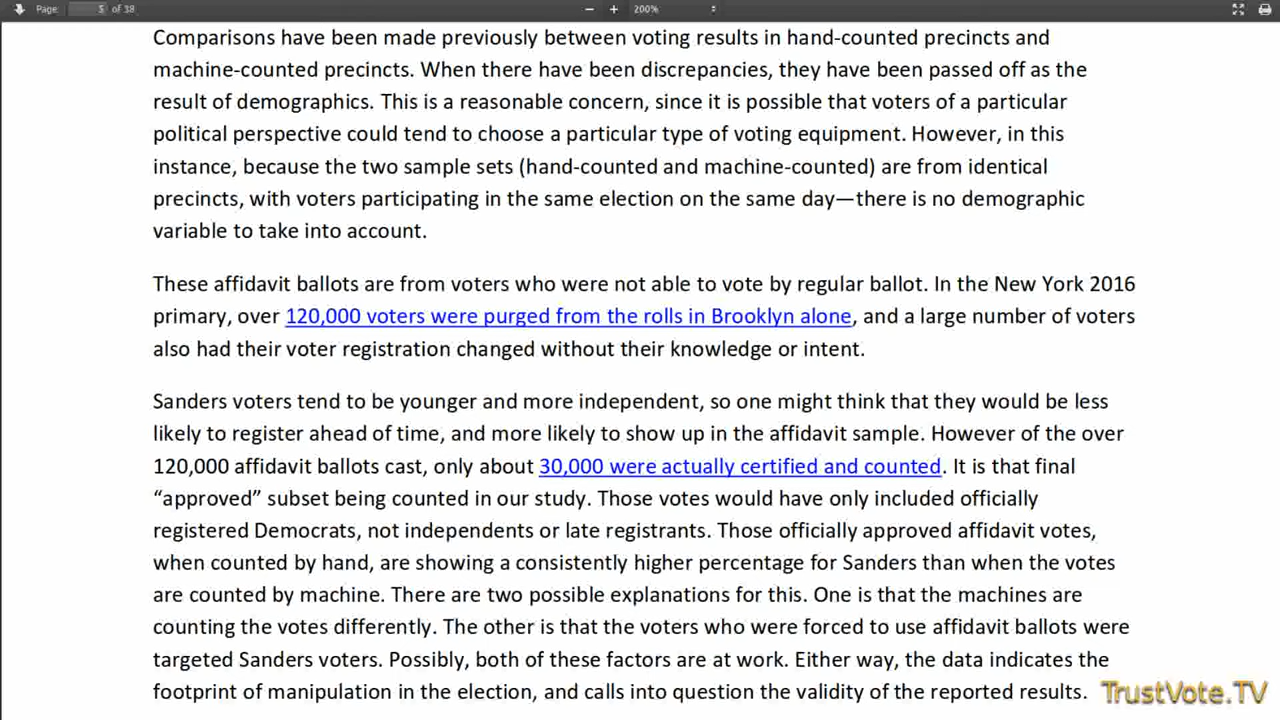 Page: 5 of 38 200%
Comparisons have been made previously between voting results in hand-counted precincts and
machine-counted precincts. When there have been discrepancies, they have been passed off as the
result of demographics. This is a reasonable concern, since it is possible that voters of a particular
political perspective could tend to choose a particular type of voting equipment. However, in this
instance, because the two sample sets (hand-counted and machine-counted) are from identical
precincts, with voters participating in the same election on the same day—there is no demographic
variable to take into account.
These affidavit ballots are from voters who were not able to vote by regular ballot. In the New York 2016
primary, over 120,000 voters were purged from the rolls in Brooklyn alone, and a large number of voters
also had their voter registration changed without their knowledge or intent.
Sanders voters tend to be younger and more independent, so one might think that they would be less
likely to register ahead of time, and more likely to show up in the affidavit sample. However of the over
120,000 affidavit ballots cast, only about 30,000 were actually certified and counted. It is that final
“approved” subset being counted in our study. Those votes would have only included officially
registered Democrats, not independents or late registrants. Those officially approved affidavit votes,
when counted by hand, are showing a consistently higher percentage for Sanders than when the votes
are counted by machine. There are two possible explanations for this. One is that the machines are
counting the votes differently. The other is that the voters who were forced to use affidavit ballots were
targeted Sanders voters. Possibly, both of these factors are at work. Either way, the data indicates the
footprint of manipulation in the election, and calls into question the validity of the reported results.
TrustVote.TV